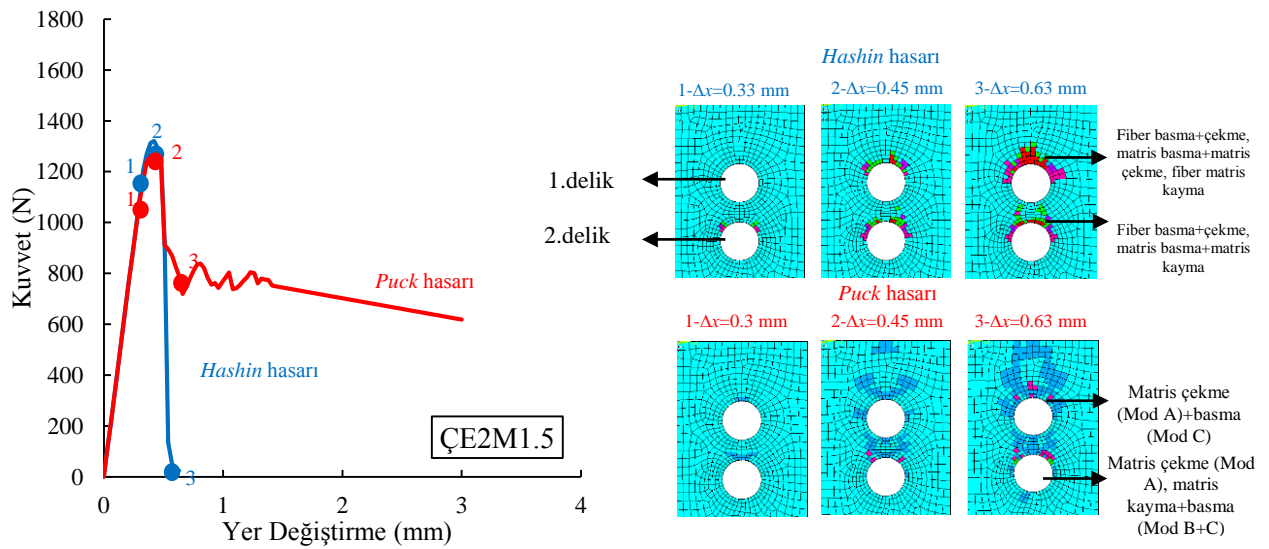 1800
1600
1400
1200
1000
800
600
400
200
0
Kuvvet (N)
0
1
2
3
4
Yer Değiştirme (mm)
1
2
3
1
2
3
Puck hasarı
Hashin hasarı
ÇE2M1.5
Hashin hasarı
1-Δx=0.33 mm
2-Δx=0.45 mm
3-Δx=0.63 mm
1.delik
2.delik
Fiber basma+çekme,
matris basma+matris
çekme, fiber matris
kayma
Fiber basma+çekme,
matris basma+matris
kayma
Puck hasarı
1-Δx=0.3 mm
2-Δx=0.45 mm
3-Δx=0.63 mm
Matris çekme
(Mod A)+basma
(Mod C)
Matris çekme (Mod
A), matris
kayma+basma
(Mod B+C)